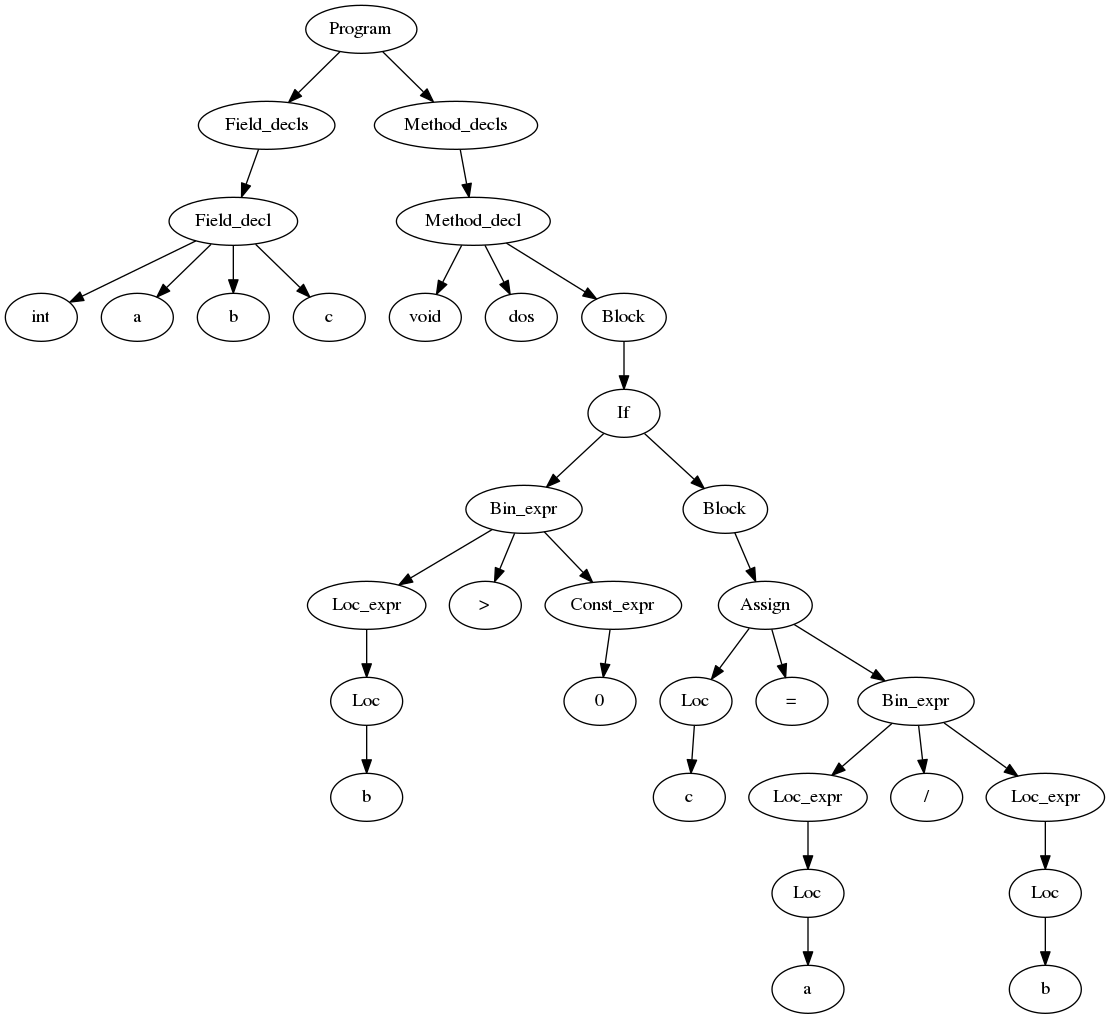 Program
Field_decls
Method_decls
Field_decl
Method_decl
int
a
b
c
void
dos
Block
If
Bin_expr
Block
Loc_expr
>
Const_expr
Assign
Loc
0
Loc
=
Bin_expr
b
c
Loc_expr
/
Loc_expr
Loc
Loc
a
b